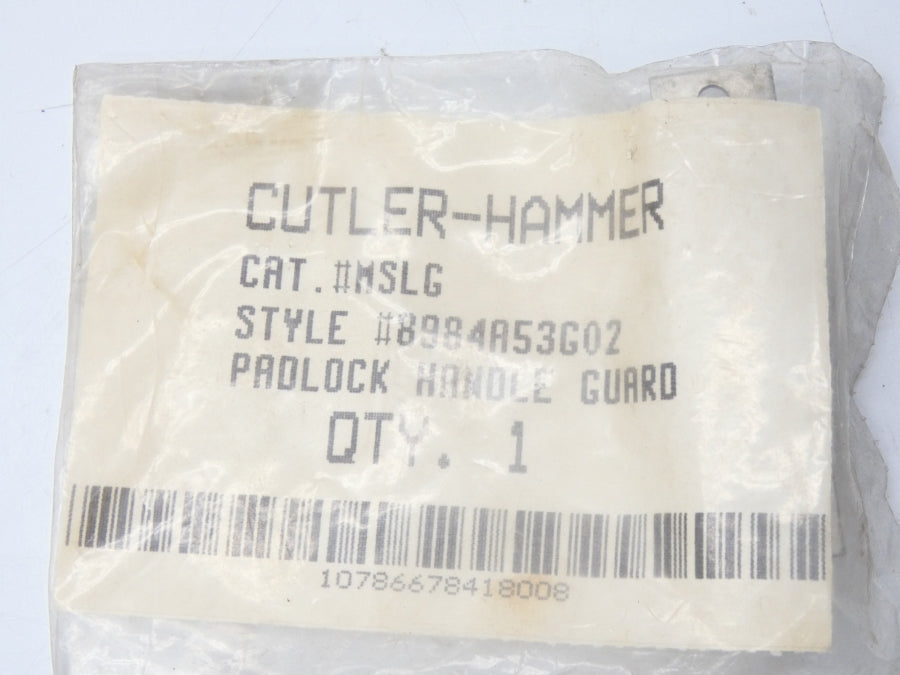 CUTLER-HAMMER
CAT.#MSLG
STYLE #8984A53G02
PADLOCK HANDLE GUARD
QTY. 1
10786678418008